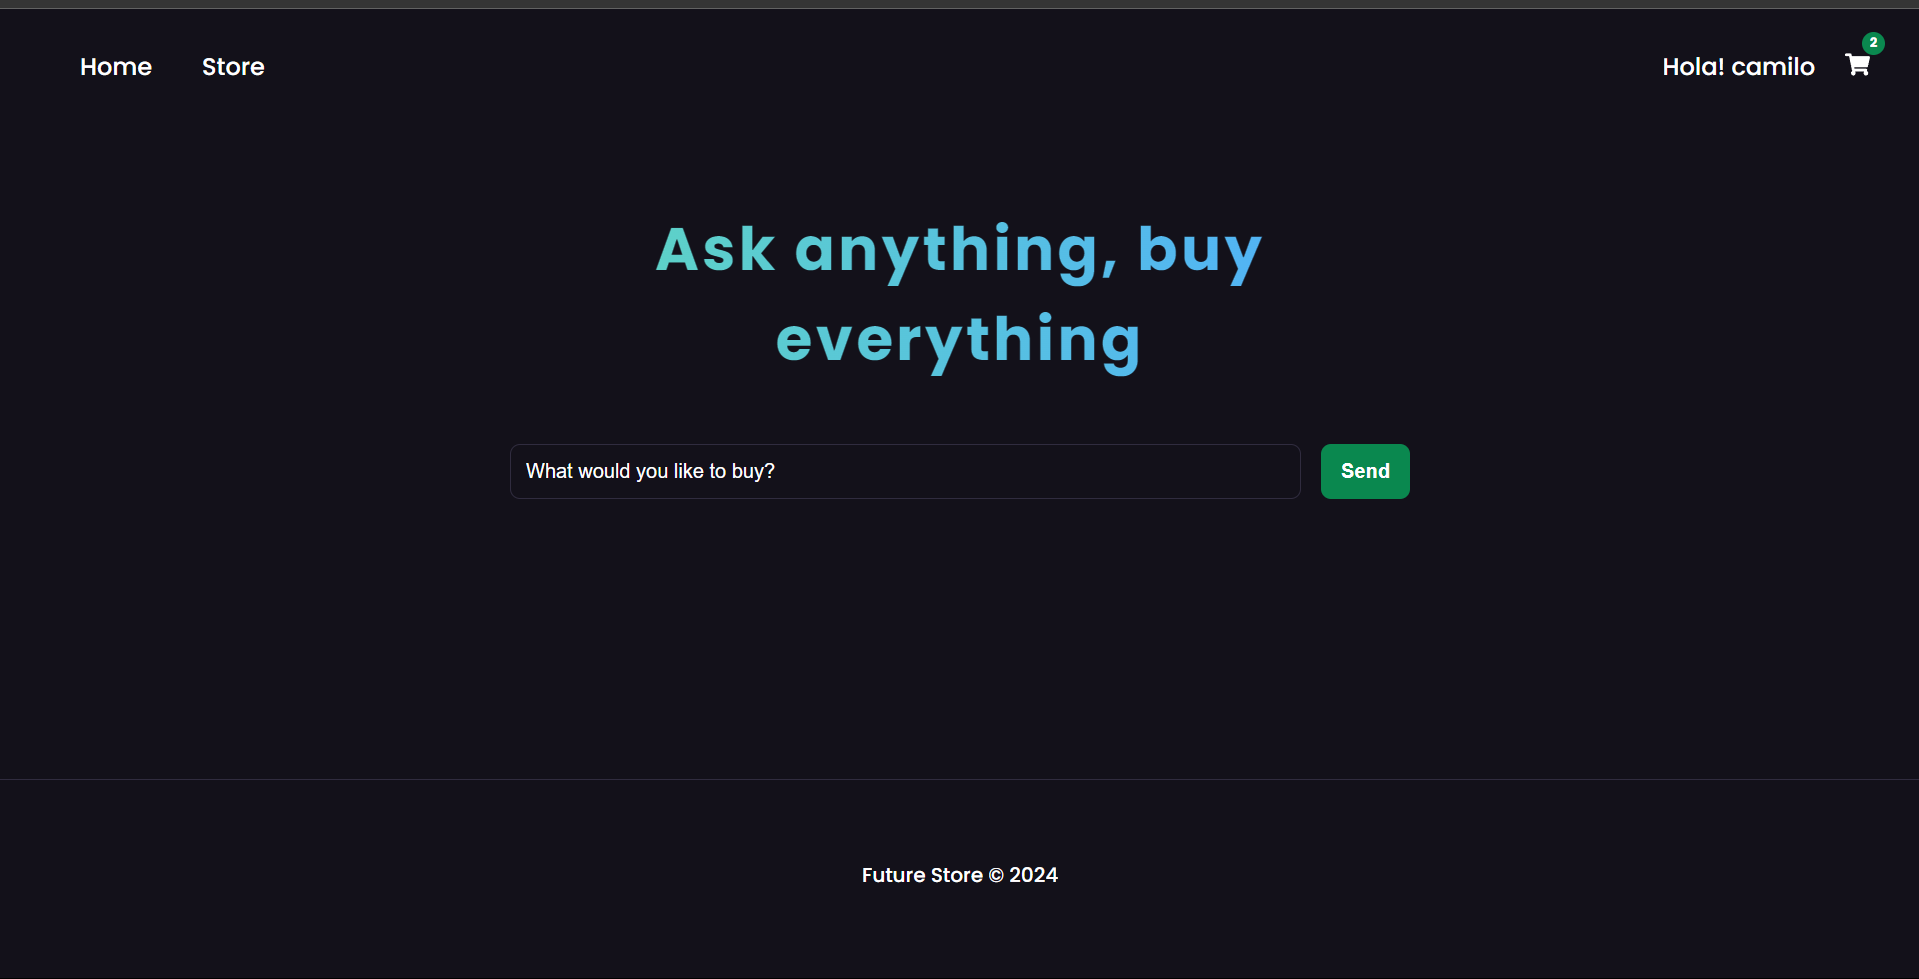 Home Store Hola! camilo 2
Ask anything, buy
everything
What would you like to buy? Send
Future Store © 2024